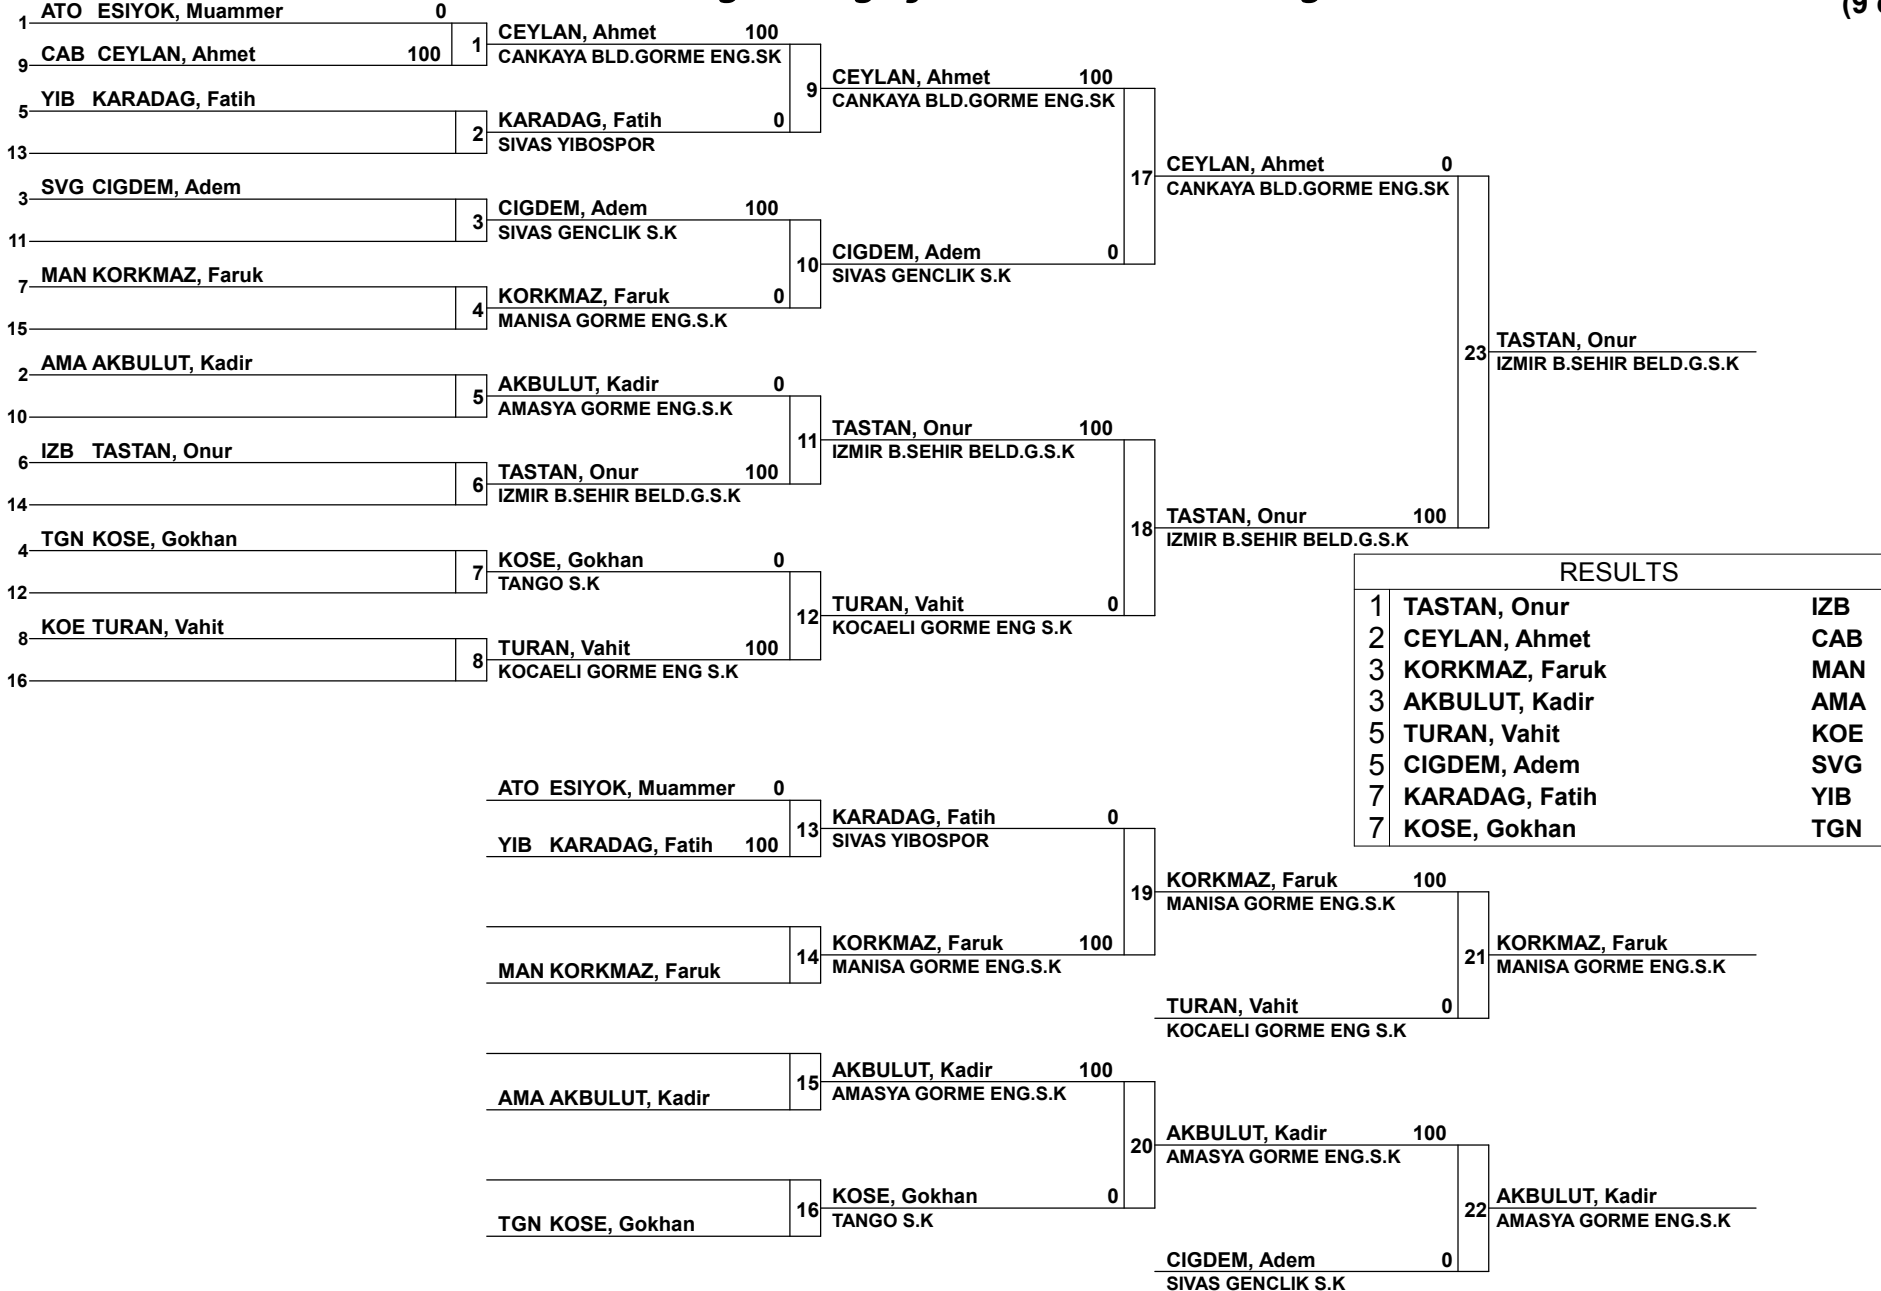 (9
1 ATO ESIYOK, Muammer 0
9 CAB CEYLAN, Ahmet 100
1
5 YIB KARADAG, Fatih
13
2
3 SVG CIGDEM, Adem
11
3
7 MAN KORKMAZ, Faruk
15
4
2 AMA AKBULUT, Kadir
10
5
6 IZB TASTAN, Onur
14
6
4 TGN KOSE, Gokhan
12
7
8 KOE TURAN, Vahit
16
8
CEYLAN, Ahmet 100
CANKAYA BLD.GORME ENG.SK
9
KARADAG, Fatih 0
SIVAS YIBOSPOR
CIGDEM, Adem 100
SIVAS GENCLIK S.K
10
KORKMAZ, Faruk 0
MANISA GORME ENG.S.K
AKBULUT, Kadir 0
AMASYA GORME ENG.S.K
11
TASTAN, Onur 100
IZMIR B.SEHIR BELD.G.S.K
KOSE, Gokhan 0
TANGO S.K
12
TURAN, Vahit 100
KOCAELI GORME ENG S.K
CEYLAN, Ahmet 100
CANKAYA BLD.GORME ENG.SK
17
CIGDEM, Adem 0
SIVAS GENCLIK S.K
TASTAN, Onur 100
IZMIR B.SEHIR BELD.G.S.K
18
TURAN, Vahit 0
KOCAELI GORME ENG S.K
CEYLAN, Ahmet 0
CANKAYA BLD.GORME ENG.SK
23
TASTAN, Onur 100
IZMIR B.SEHIR BELD.G.S.K
TASTAN, Onur
IZMIR B.SEHIR BELD.G.S.K
RESULTS
1 TASTAN, Onur IZB
2 CEYLAN, Ahmet CAB
3 KORKMAZ, Faruk MAN
3 AKBULUT, Kadir AMA
5 TURAN, Vahit KOE
5 CIGDEM, Adem SVG
7 KARADAG, Fatih YIB
7 KOSE, Gokhan TGN
ATO ESIYOK, Muammer 0
13
YIB KARADAG, Fatih 100
14
MAN KORKMAZ, Faruk
15
AMA AKBULUT, Kadir
16
TGN KOSE, Gokhan
KARADAG, Fatih 0
SIVAS YIBOSPOR
19
KORKMAZ, Faruk 100
MANISA GORME ENG.S.K
AKBULUT, Kadir 100
AMASYA GORME ENG.S.K
20
KOSE, Gokhan 0
TANGO S.K
KORKMAZ, Faruk 100
MANISA GORME ENG.S.K
21
TURAN, Vahit 0
KOCAELI GORME ENG S.K
AKBULUT, Kadir 100
AMASYA GORME ENG.S.K
22
CIGDEM, Adem 0
SIVAS GENCLIK S.K
KORKMAZ, Faruk
MANISA GORME ENG.S.K
AKBULUT, Kadir
AMASYA GORME ENG.S.K